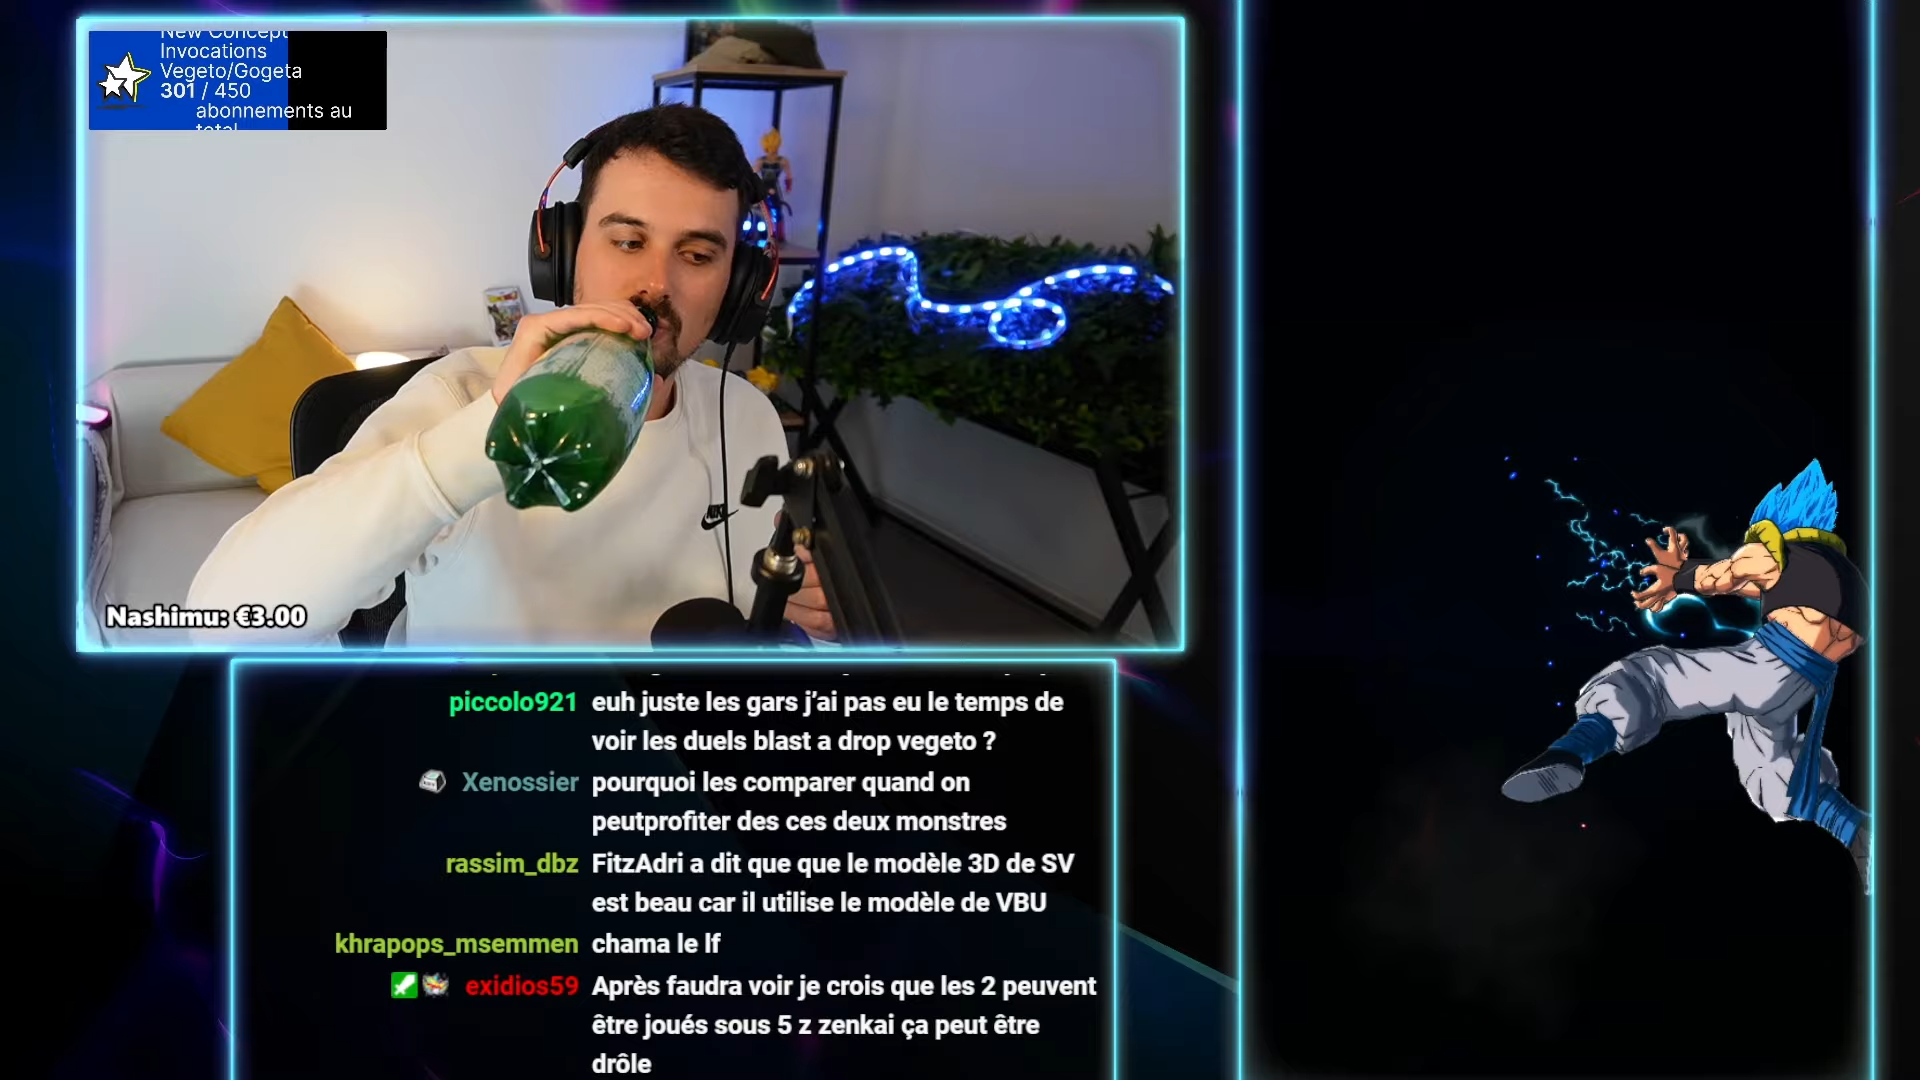 New Concept
Invocations
Vegeto/Gogeta
301 / 450
abonnements au
total
NIKE
Nashimu: €3.00
piccolo921 euh juste les gars j’ai pas eu le temps de
voir les duels blast a drop vegeto ?
Xenossier pourquoi les comparer quand on
peutprofiter des ces deux monstres
rassim_dbz FitzAdri a dit que que le modèle 3D de SV
est beau car il utilise le modèle de VBU
khrapops_msemmen chama le lf
exidios59 Après faudra voir je crois que les 2 peuvent
être joués sous 5 z zenkai ça peut être
drôle